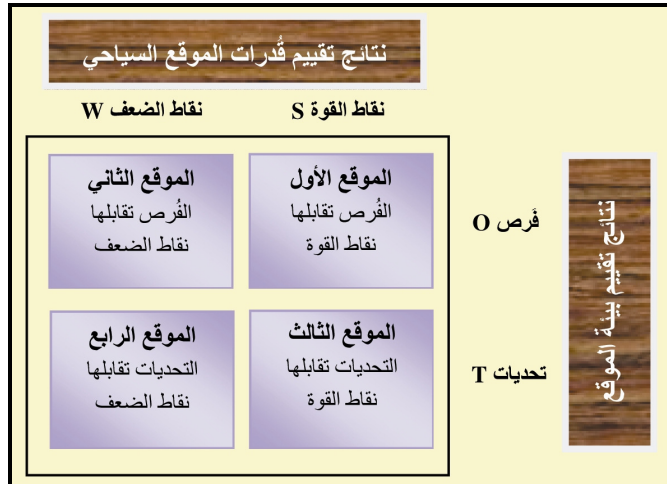 نتائج تقييم قُدرات الموقع السياحي
نقاط القوة S
نقاط الضعف W
الموقع الأول
الفُرص تقابلها
نقاط القوة
الموقع الثاني
الفُرص تقابلها
نقاط الضعف
فَرص O
الموقع الثالث
التحديات تقابلها
نقاط القوة
الموقع الرابع
التحديات تقابلها
نقاط الضعف
تحديات T
نتائج تقييم بيئة الموقع